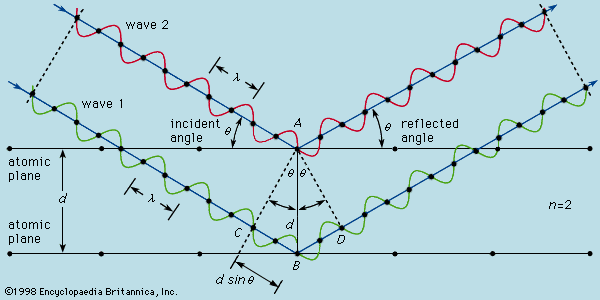 wave 2
λ
wave 1
incident
angle
θ
A
θ
reflected
angle
atomic
plane
θ θ
d
λ
C
d
D
n=2
atomic
plane
B
d sin θ
©1998 Encyclopaedia Britannica, Inc.